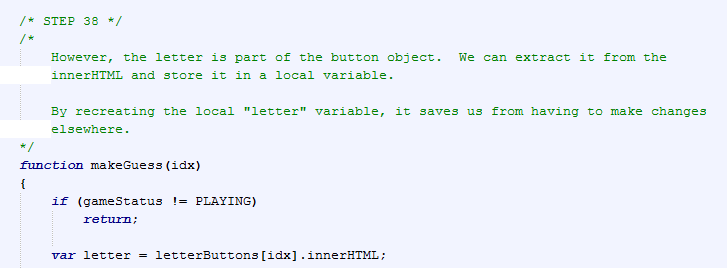 /* STEP 38 */
/*
However, the letter is part of the button object.  We can extract it from the
innerHTML and store it in a local variable.
By recreating the local "letter" variable, it saves us from having to make changes
elsewhere.
*/
function makeGuess(idx)
{
if (gameStatus != PLAYING)
return;
var letter = letterButtons[idx].innerHTML;